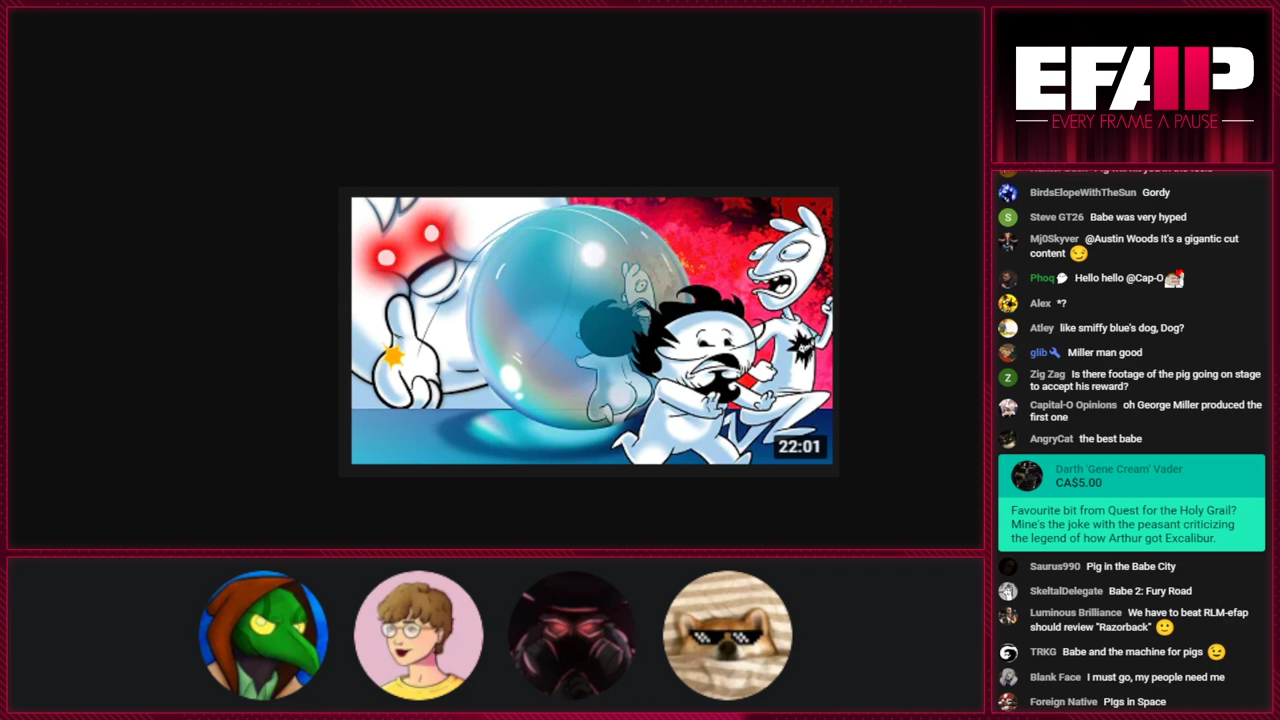 22:01
EFAP
EVERY FRAME A PAUSE
BirdsElopeWithTheSun Gordy
S Steve GT26 Babe was very hyped
Mj0Skyver @Austin Woods It's a gigantic cut
content
Phoq Hello hello @Cap-O
Alex *?
Atley like smiffy blue's dog, Dog?
glib Miller man good
Z Zig Zag Is there footage of the pig going on stage
to accept his reward?
Capital-O Opinions oh George Miller produced the
first one
AngryCat the best babe
Darth 'Gene Cream' Vader
CA$5.00
Favourite bit from Quest for the Holy Grail?
Mine's the joke with the peasant criticizing
the legend of how Arthur got Excalibur.
Saurus990 Pig in the Babe City
SkeltalDelegate Babe 2: Fury Road
Luminous Brilliance We have to beat RLM-efap
should review "Razorback"
TRKG Babe and the machine for pigs
Blank Face I must go, my people need me
Foreign Native PIgs in Space